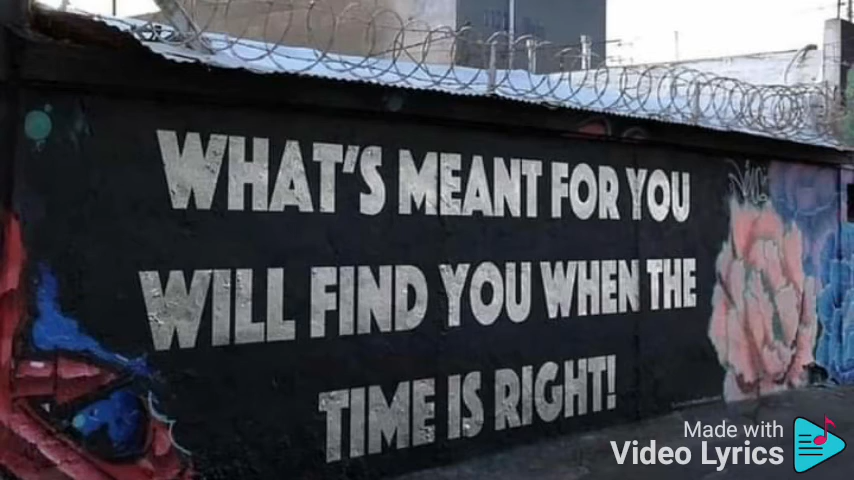 WHAT'S MEANT FOR YOU
WILL FIND YOU WHEN THE
TIME IS RIGHT!
Made with
Video Lyrics